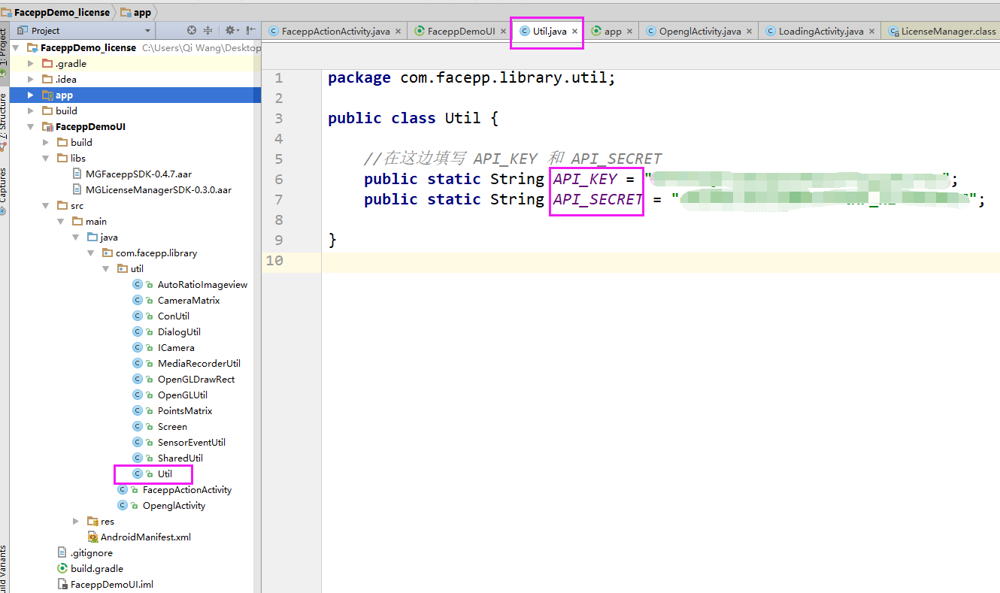 FaceppDemo_license app
Project
FaceppActionActivity.java FaceppDemoUI Util.java app OpenglActivity.java LoadingActivity.java LicenseManager.class
1: Project
7: Structure
Captures
FaceppDemo_license C:\Users\Qi Wang\Desktop
.gradle
.idea
app
build
FaceppDemoUI
build
libs
MGFaceppSDK-0.4.7.aar
MGLicenseManagerSDK-0.3.0.aar
src
main
java
com.facepp.library
util
AutoRatioImageview
CameraMatrix
ConUtil
DialogUtil
ICamera
MediaRecorderUtil
OpenGLDrawRect
OpenGLUtil
PointsMatrix
Screen
SensorEventUtil
SharedUtil
Util
FaceppActionActivity
OpenglActivity
res
AndroidManifest.xml
.gitignore
build.gradle
FaceppDemoUI.iml
Variants
1 package com.facepp.library.util;
2
3 public class Util {
4
5 //在这边填写 API_KEY 和 API_SECRET
6 public static String API_KEY = "";
7 public static String API_SECRET = "";
8
9 }
10